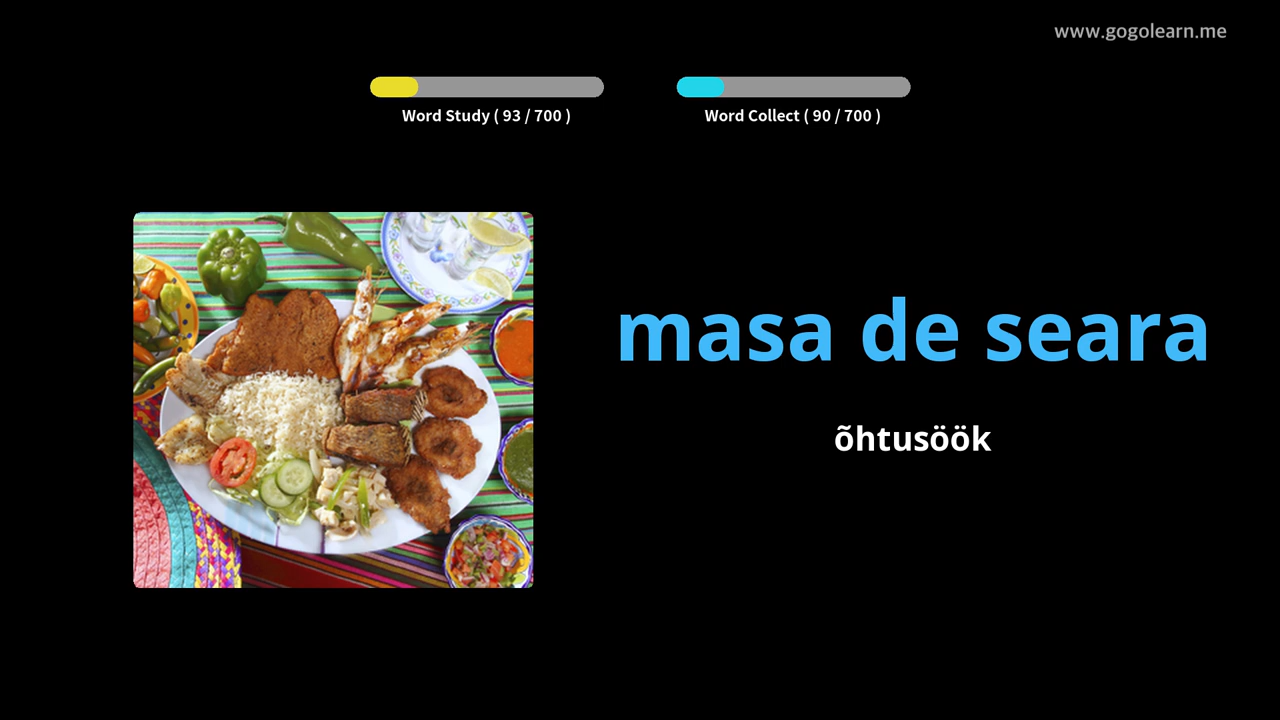 www.gogolearn.me
Word Study ( 93 / 700 )
Word Collect ( 90 / 700 )
masa de seara
õhtusöök